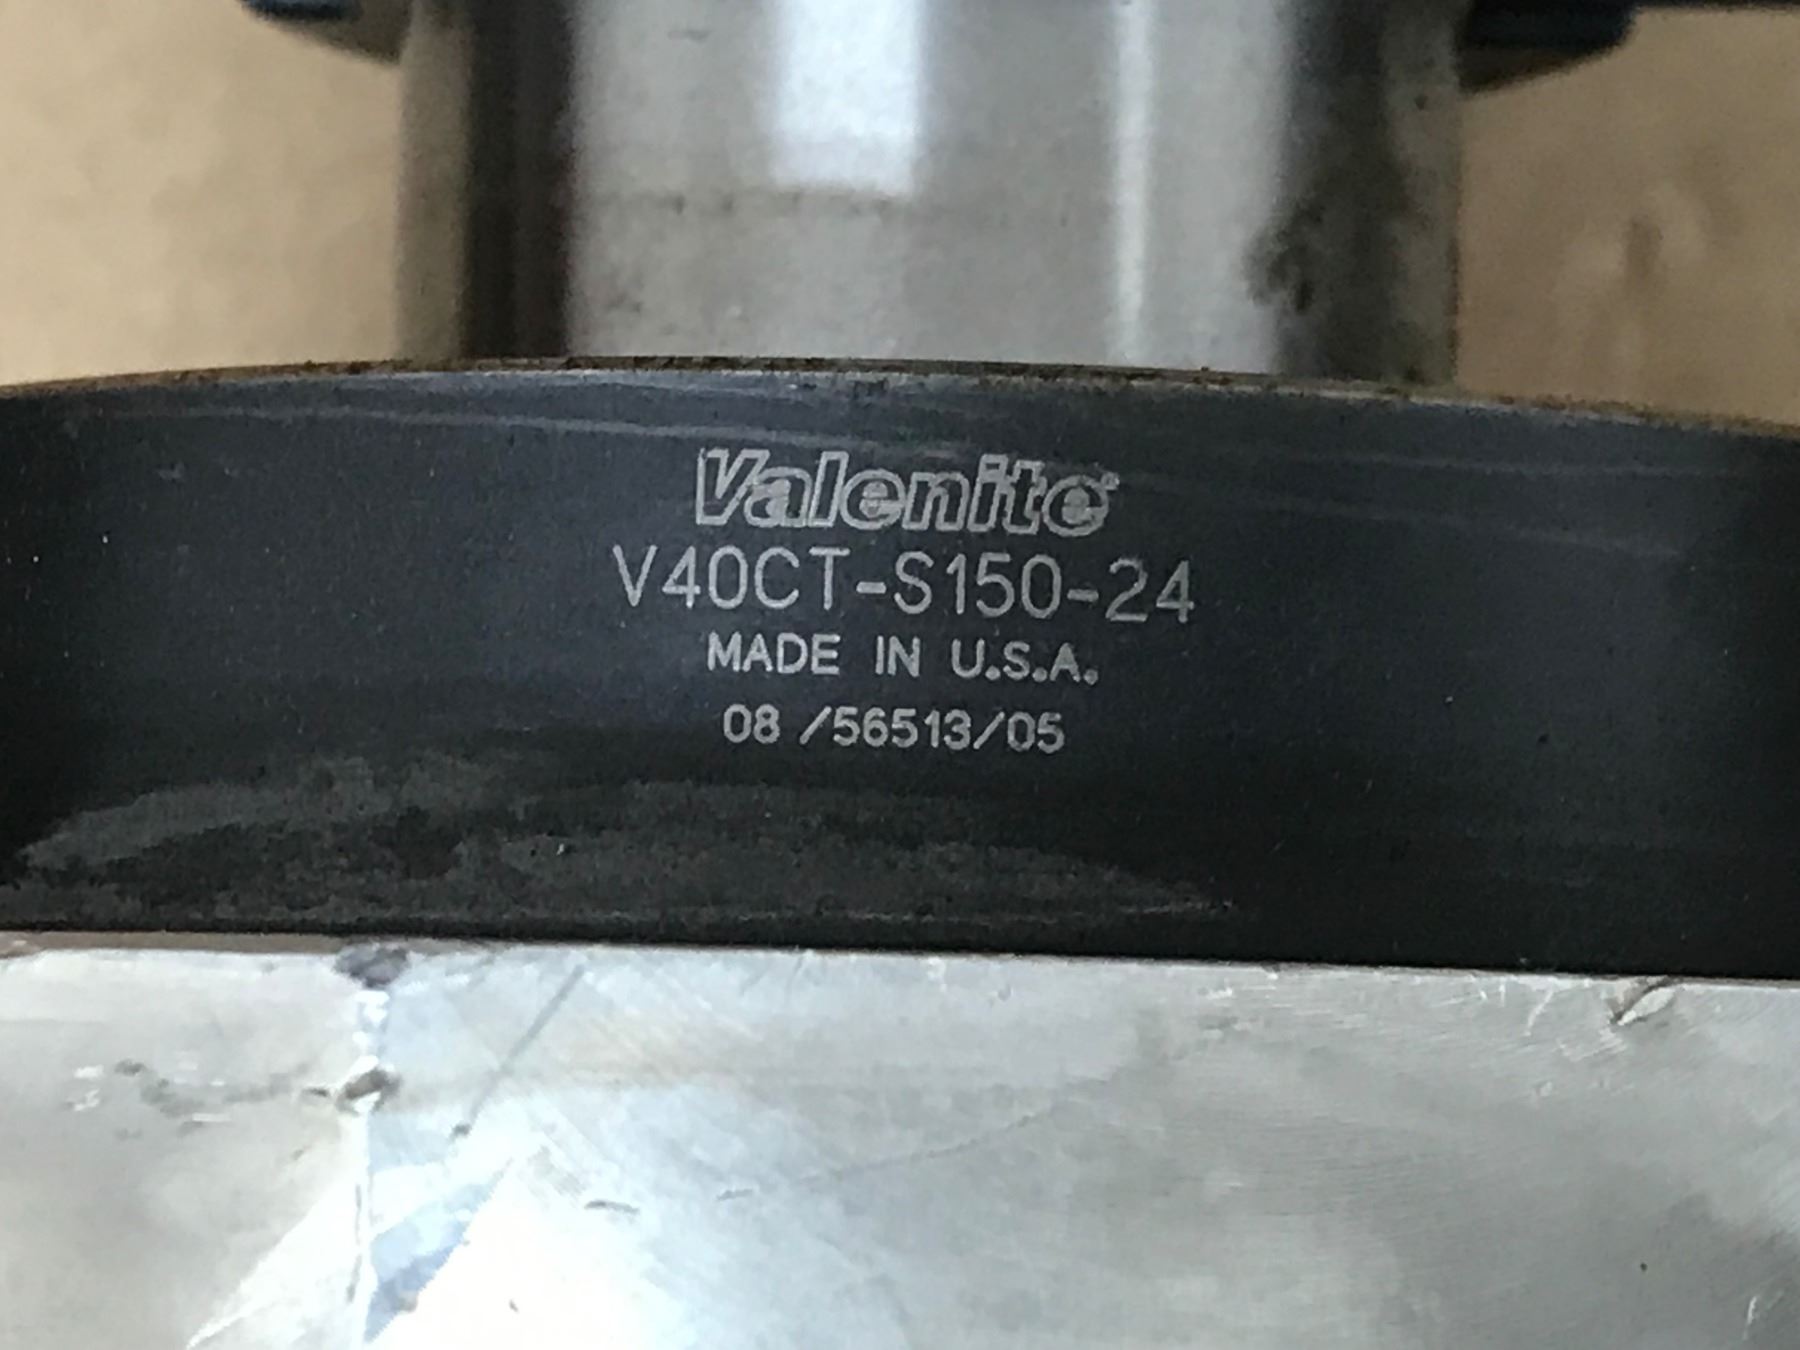 Valenite®
V40CT-S150-24
MADE IN U.S.A.
08 /56513/05